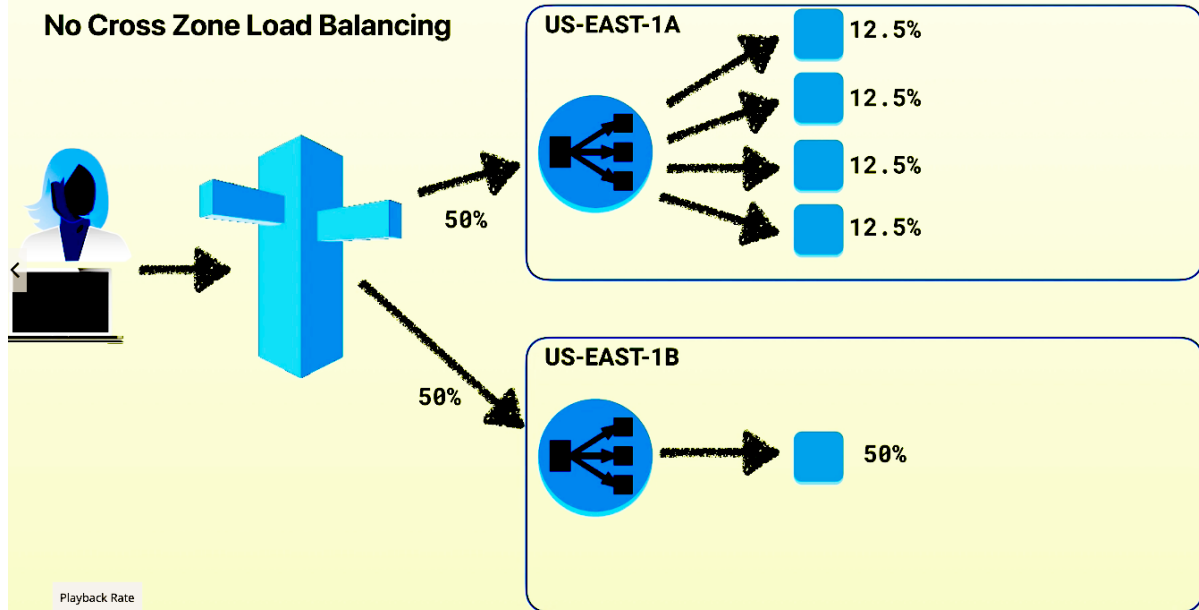 No Cross Zone Load Balancing
US-EAST-1A
12.5%
12.5%
12.5%
12.5%
50%
50%
US-EAST-1B
50%
Playback Rate